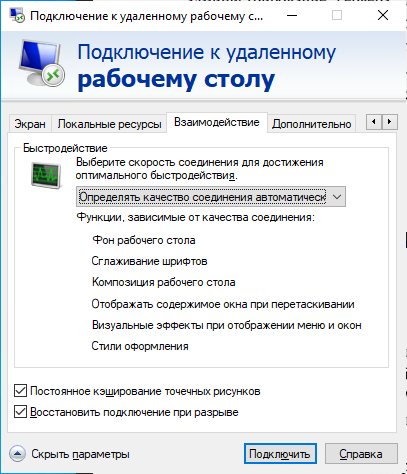 Подключение к удаленному рабочему с...
Подключение к удаленному
рабочему столу
Экран Локальные ресурсы Взаимодействие Дополнительно
Быстродействие
Выберите скорость соединения для достижения
оптимального быстродействия.
Определять качество соединения автоматическ
Функции, зависимые от качества соединения:
Фон рабочего стола
Сглаживание шрифтов
Композиция рабочего стола
Отображать содержимое окна при перетаскивании
Визуальные эффекты при отображении меню и окон
Стили оформления
Постоянное кэширование точечных рисунков
Восстановить подключение при разрыве
Скрыть параметры Подключить Справка